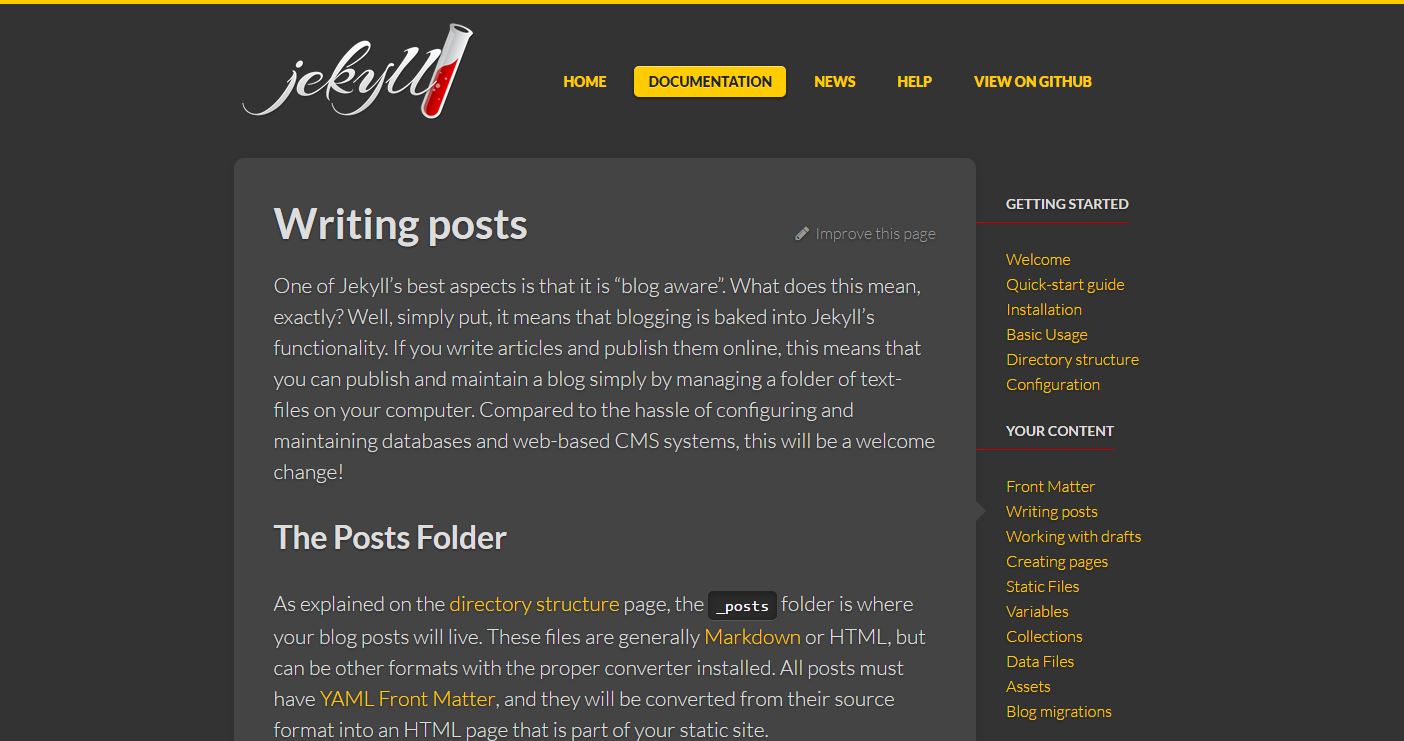 jekyll
HOME
DOCUMENTATION
NEWS
HELP
VIEW ON GITHUB
Writing posts
Improve this page
One of Jekyll’s best aspects is that it is “blog aware”. What does this mean,
exactly? Well, simply put, it means that blogging is baked into Jekyll’s
functionality. If you write articles and publish them online, this means that
you can publish and maintain a blog simply by managing a folder of text-
files on your computer. Compared to the hassle of configuring and
maintaining databases and web-based CMS systems, this will be a welcome
change!
The Posts Folder
As explained on the directory structure page, the _posts folder is where
your blog posts will live. These files are generally Markdown or HTML, but
can be other formats with the proper converter installed. All posts must
have YAML Front Matter, and they will be converted from their source
format into an HTML page that is part of your static site.
GETTING STARTED
Welcome
Quick-start guide
Installation
Basic Usage
Directory structure
Configuration
YOUR CONTENT
Front Matter
Writing posts
Working with drafts
Creating pages
Static Files
Variables
Collections
Data Files
Assets
Blog migrations